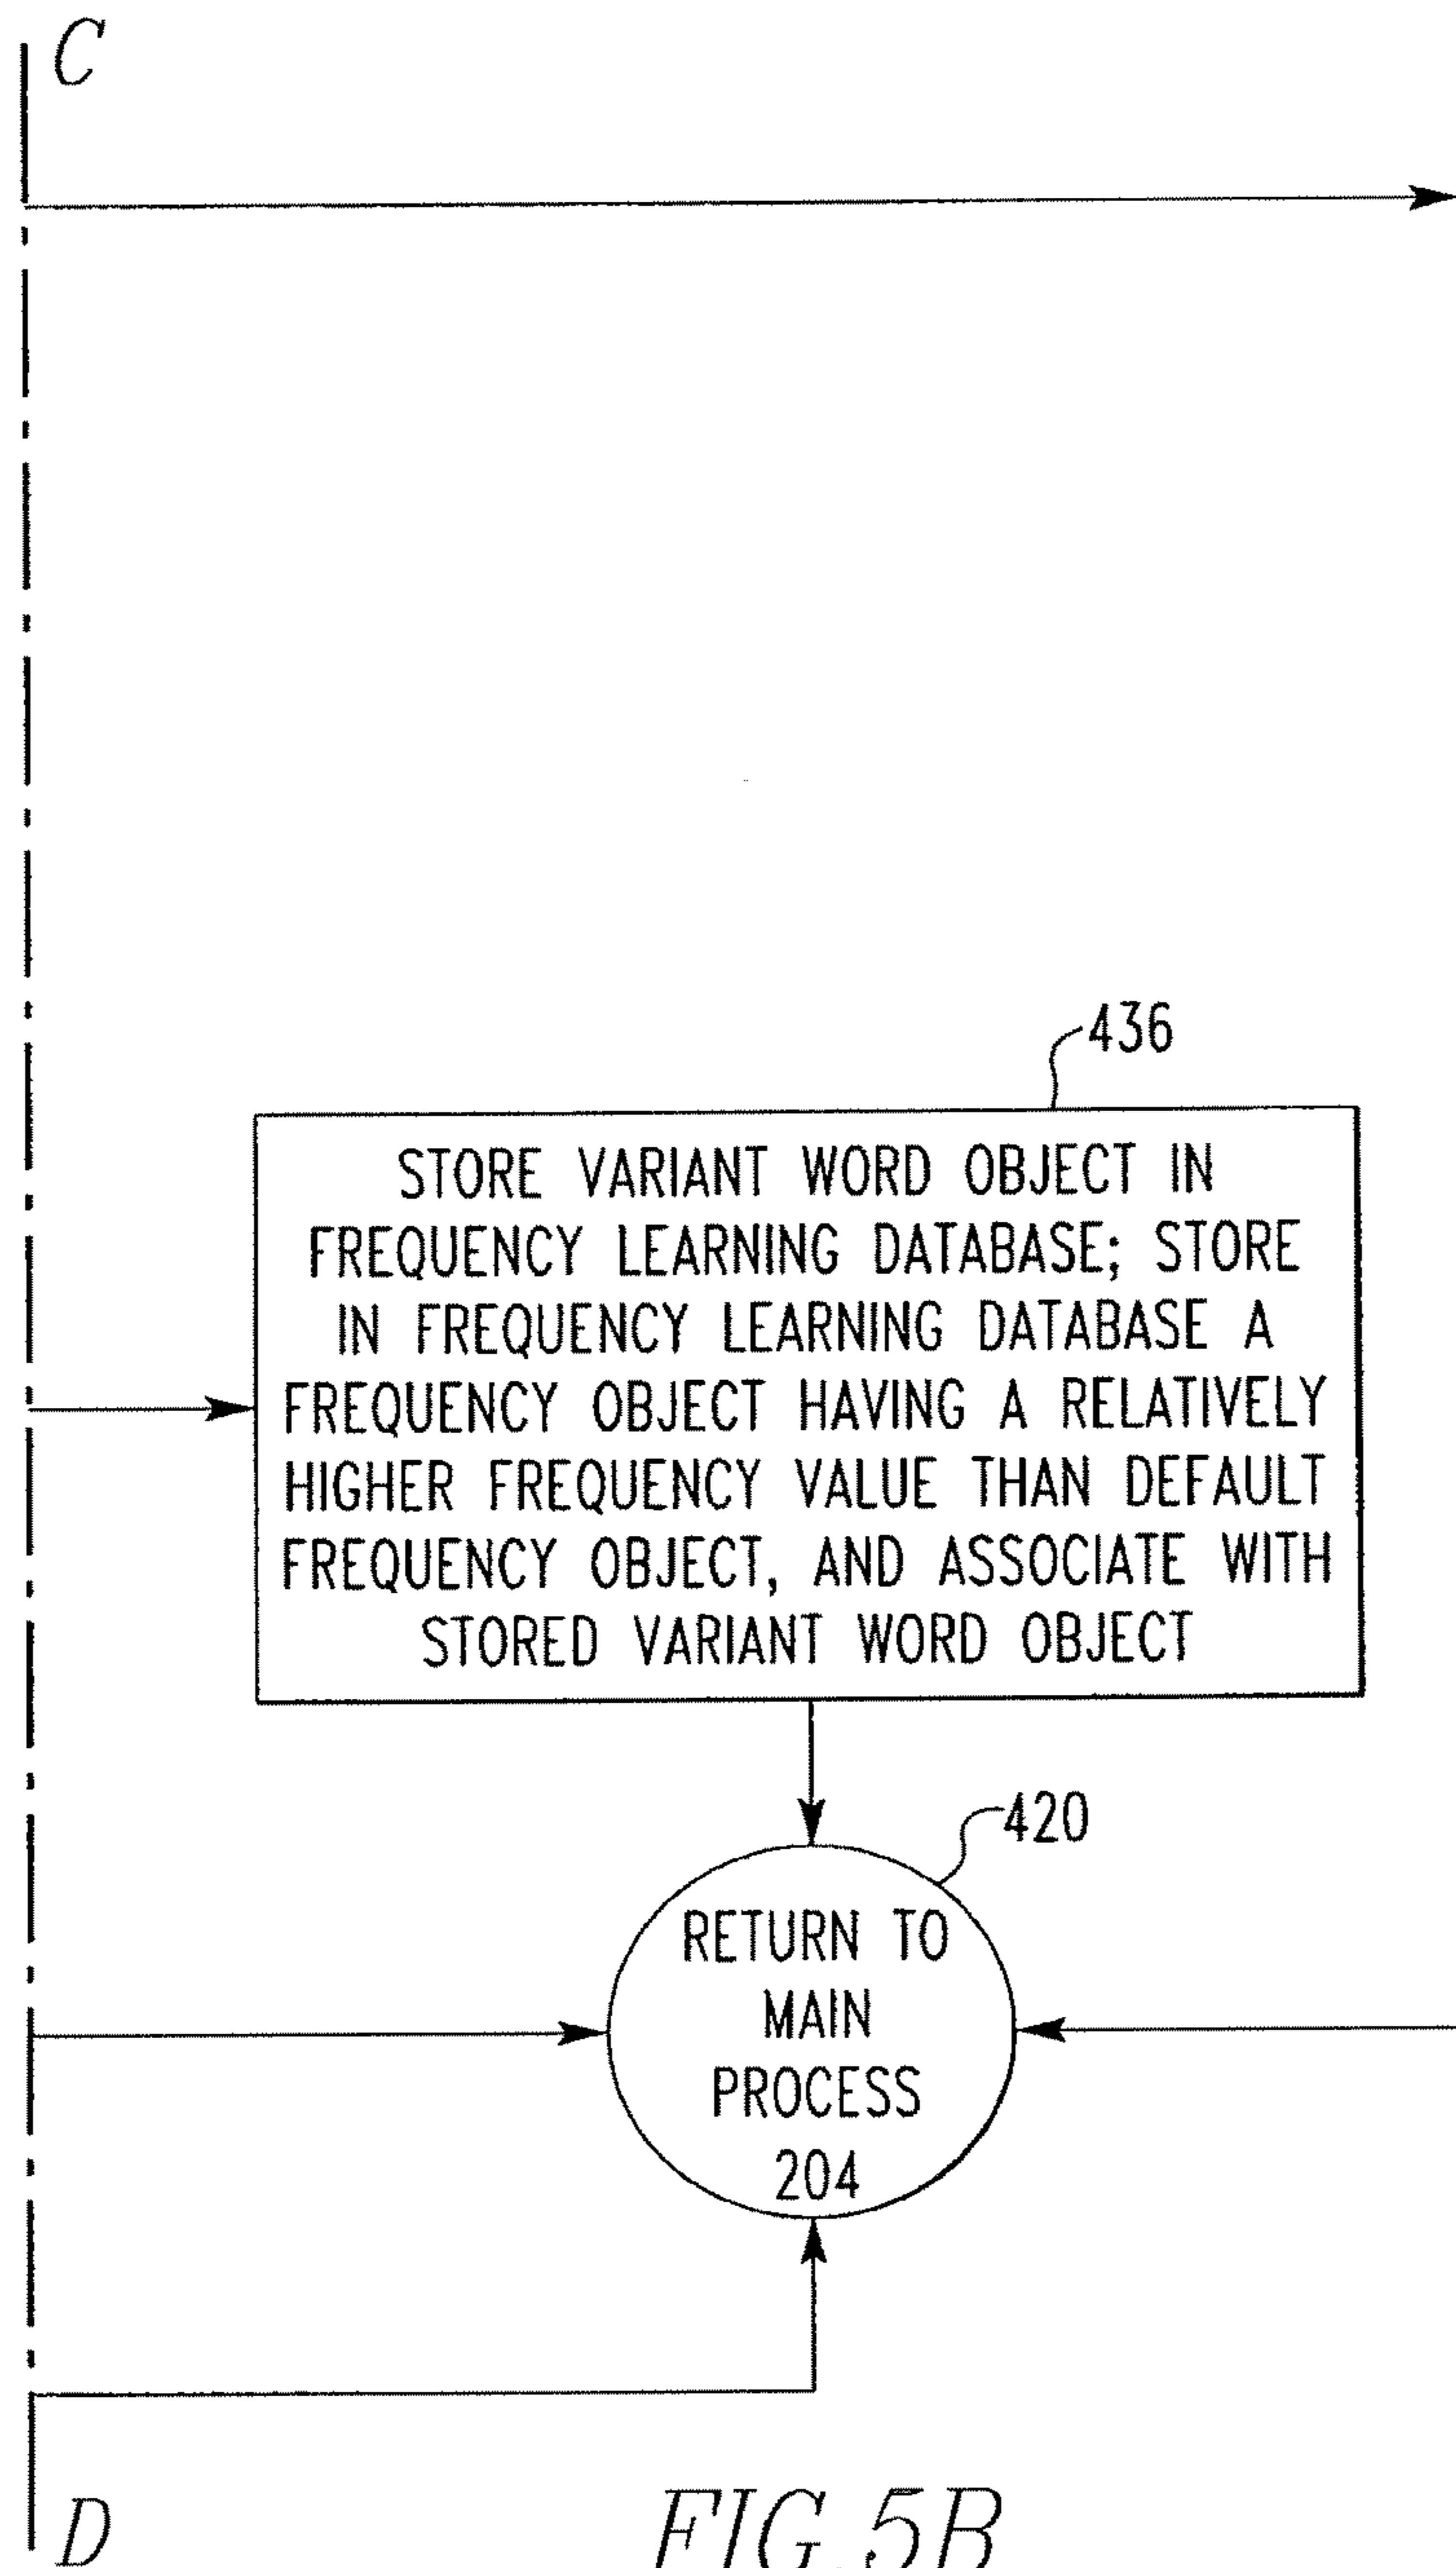 C
436
STORE VARIANT WORD OBJECT IN
FREQUENCY LEARNING DATABASE; STORE
IN FREQUENCY LEARNING DATABASE A
FREQUENCY OBJECT HAVING A RELATIVELY
HIGHER FREQUENCY VALUE THAN DEFAULT
FREQUENCY OBJECT, AND ASSOCIATE WITH
STORED VARIANT WORD OBJECT
420
RETURN TO
MAIN
PROCESS
204
D
FIG.5B